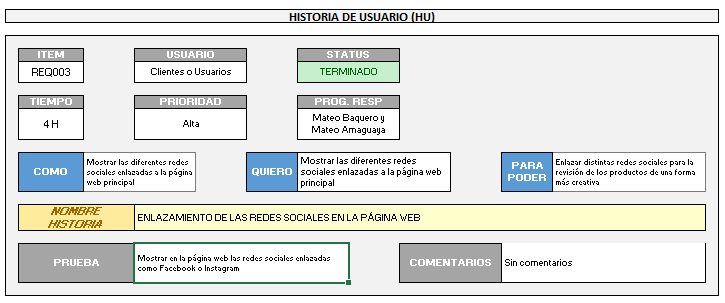 HISTORIA DE USUARIO (HU)
ITEM
USUARIO
STATUS
REQ003
Clientes o Usuarios
TERMINADO
TIEMPO
PRIORIDAD
PROG. RESP
4 H
Alta
Mateo Baquero y
Mateo Amaguaya
COMO
Mostrar las diferentes redes
sociales enlazadas a la página
web principal
QUIERO
Mostrar las diferentes redes
sociales enlazadas a la página web
principal
PARA
PODER
Enlazar distintas redes sociales para la
revisión de los productos de una forma
más creativa
NOMBRE
HISTORIA
ENLAZAMIENTO DE LAS REDES SOCIALES EN LA PÁGINA WEB
PRUEBA
Mostrar en la página web las redes sociales enlazadas
como Facebook o Instagram
COMENTARIOS
Sin comentarios